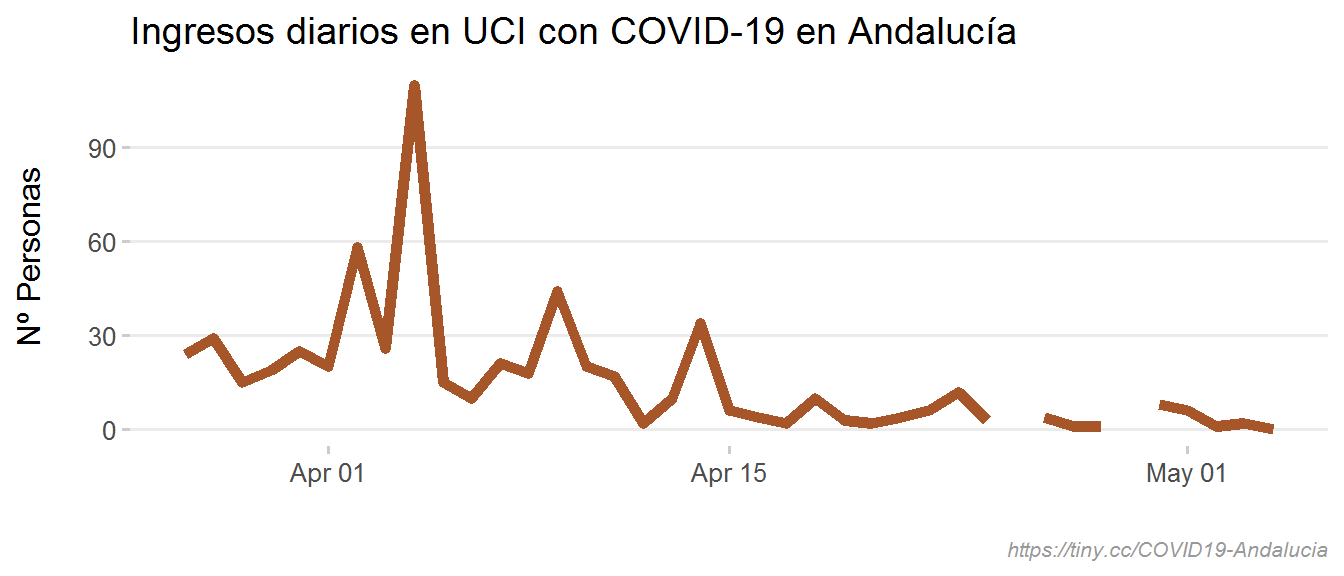 Ingresos diarios en UCI con COVID-19 en Andalucía
Nº Personas
90
60
30
0
Apr 01
Apr 15
May 01
https://tiny.cc/COVID19-Andalucia